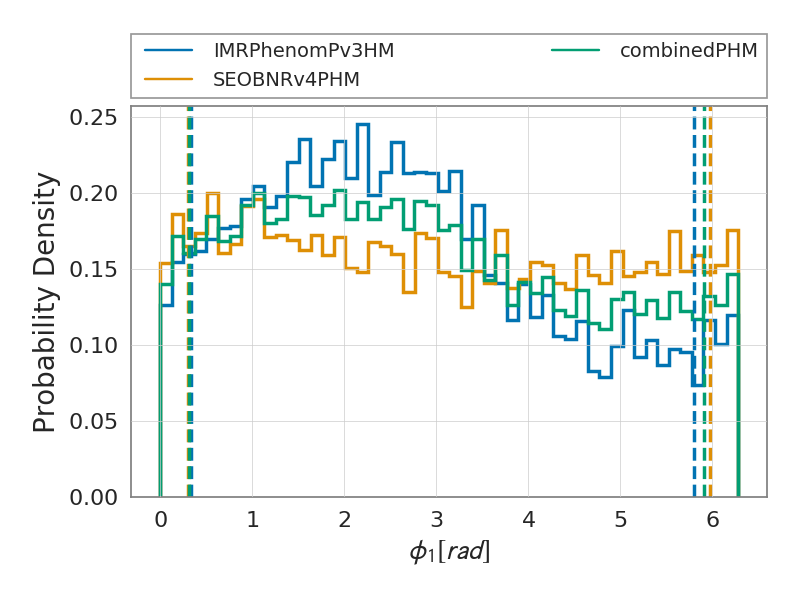 IMRPhenomPv3HM
SEOBNRv4PHM
combinedPHM
0.25
0.20
0.15
0.10
0.05
0.00
Probability Density
0 1 2 3 4 5 6
ϕ₁[rad]